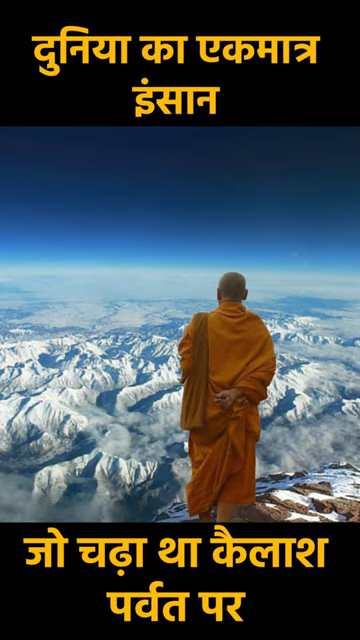 दुनिया का एकमात्र
इंसान
जो चढ़ा था कैलाश
पर्वत पर